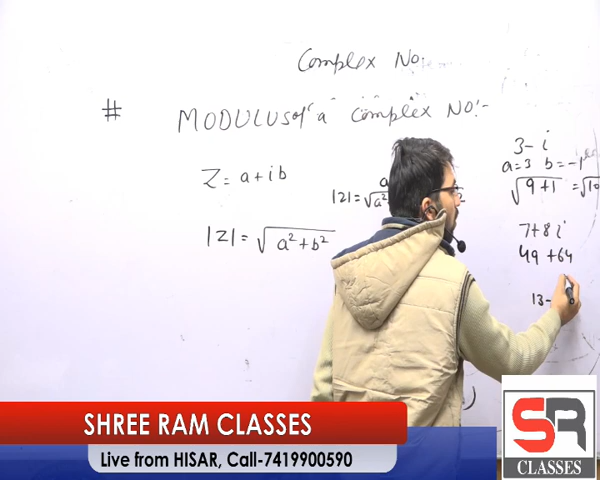 Complex No:
# MODULUS of a complex NO:-
Z = a + ib
|z| = √a² + b²
|z| = √a²
3 - i
a = 3 b = -1
√9 + 1 = √10
7 + 8i
49 + 64
13 -
SHREE RAM CLASSES
Live from HISAR, Call-7419900590
SR
CLASSES